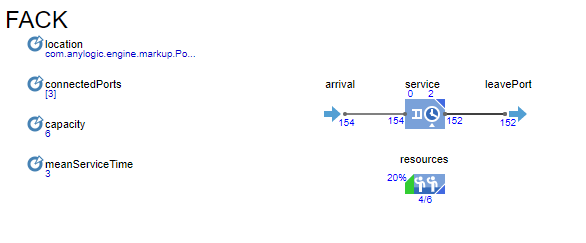 FACK
location
com.anylogic.engine.markup.Po...
connectedPorts
[3]
capacity
6
meanServiceTime
3
arrival
service
leavePort
0 2
154
154
152
152
resources
20%
4/6